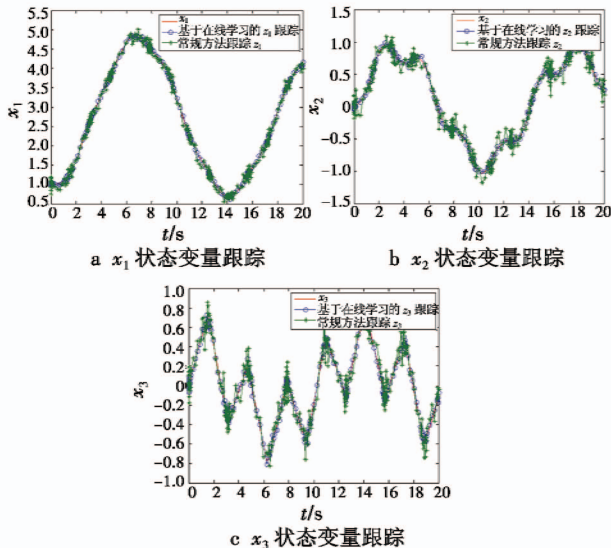 5.0
4.5
4.0
3.5
3.0
2.5
2.0
1.5
1.0
0.5
x₁
x₁
基于在线学习的 z₁ 跟踪
常规方法跟踪 z₁
0 2 4 6 8 10 12 14 16 18 20
t/s
a x₁ 状态变量跟踪
1.5
1.0
0.5
0
-0.5
-1.0
-1.5
x₂
x₂
基于在线学习的 z₂ 跟踪
常规方法跟踪 z₂
0 2 4 6 8 10 12 14 16 18 20
t/s
b x₂ 状态变量跟踪
1.0
0.8
0.6
0.4
0.2
0
-0.2
-0.4
-0.6
-0.8
-1.0
x₃
x₃
基于在线学习的 z₃ 跟踪
常规方法跟踪 z₃
0 2 4 6 8 10 12 14 16 18 20
t/s
c x₃ 状态变量跟踪